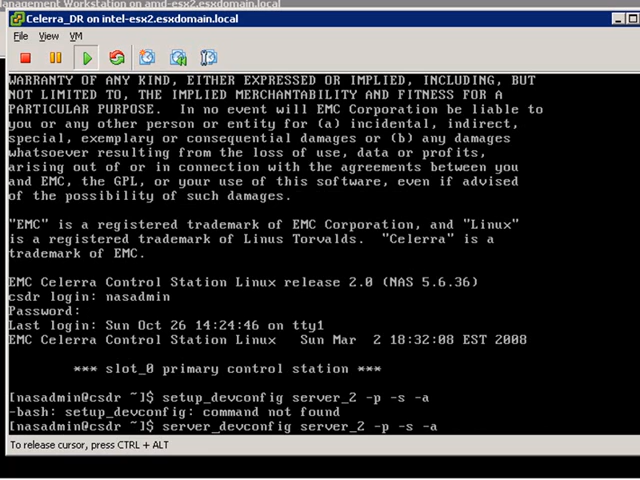 Management Workstation on amd-esx2.esxdomain.local
Celerra_DR on intel-esx2.esxdomain.local
File View VM
WARRANTY OF ANY KIND, EITHER EXPRESSED OR IMPLIED, INCLUDING, BUT
NOT LIMITED TO, THE IMPLIED MERCHANTABILITY AND FITNESS FOR A
PARTICULAR PURPOSE.  In no event will EMC Corporation be liable to
you or any other person or entity for (a) incidental, indirect,
special, exemplary or consequential damages or (b) any damages
whatsoever resulting from the loss of use, data or profits,
arising out of or in connection with the agreements between you
and EMC, the GPL, or your use of this software, even if advised
of the possibility of such damages.
"EMC" is a registered trademark of EMC Corporation, and "Linux"
is a registered trademark of Linus Torvalds.  "Celerra" is a
trademark of EMC.
EMC Celerra Control Station Linux release 2.0 (NAS 5.6.36)
csdr login: nasadmin
Password:
Last login: Sun Oct 26 14:24:46 on tty1
EMC Celerra Control Station Linux   Sun Mar  2 18:32:08 EST 2008
*** slot_0 primary control station ***
[nasadmin@csdr ~]$ setup_devconfig server_2 -p -s -a
-bash: setup_devconfig: command not found
[nasadmin@csdr ~]$ server_devconfig server_2 -p -s -a
To release cursor, press CTRL + ALT